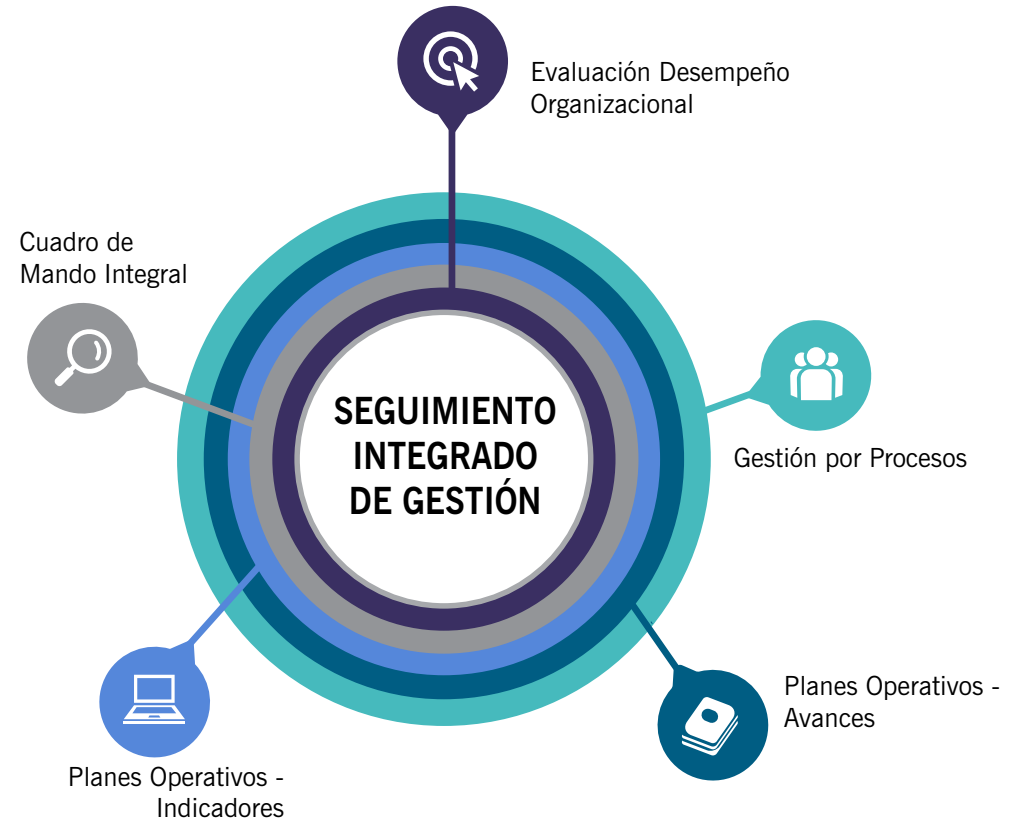 Evaluación Desempeño
Organizacional
Cuadro de
Mando Integral
SEGUIMIENTO
INTEGRADO
DE GESTIÓN
Gestión por Procesos
Planes Operativos -
Avances
Planes Operativos -
Indicadores